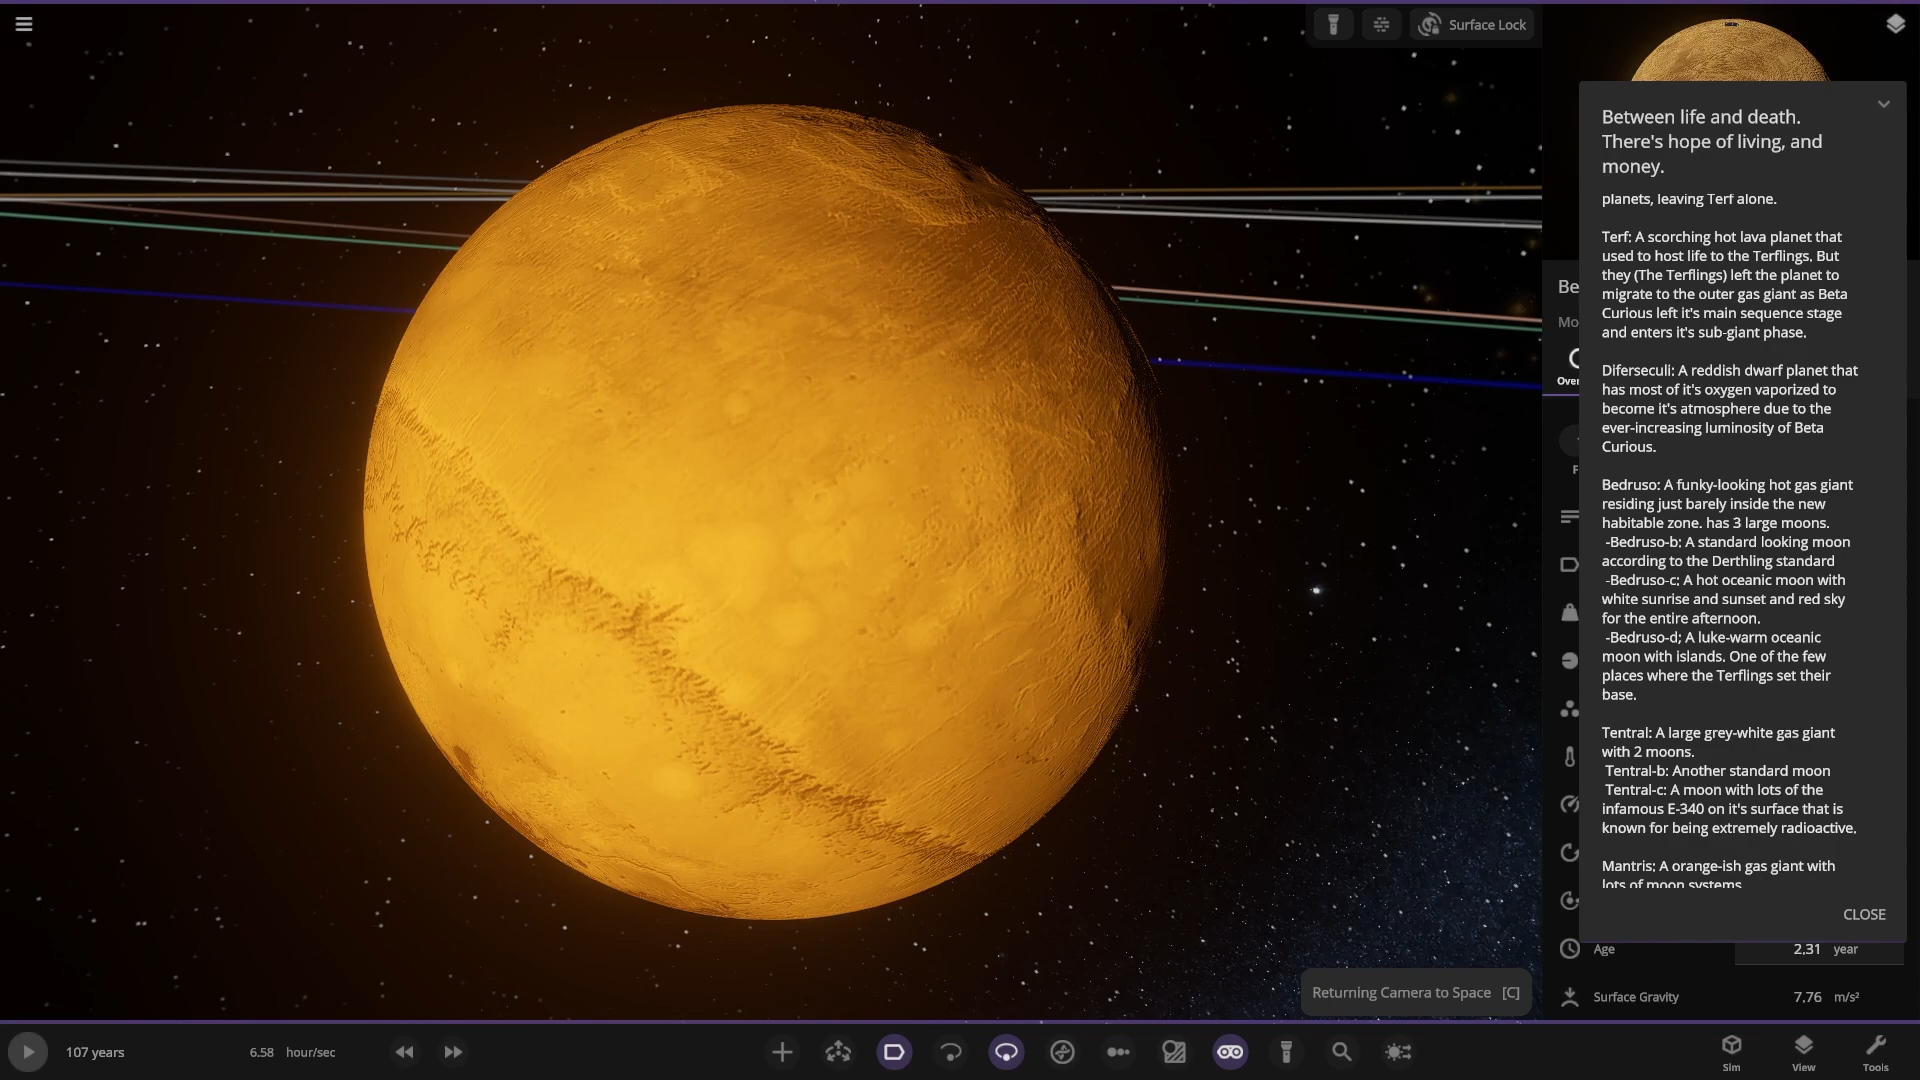 Surface Lock
Between life and death.
There's hope of living, and
money.
planets, leaving Terf alone.
Terf: A scorching hot lava planet that
used to host life to the Terflings. But
they (The Terflings) left the planet to
migrate to the outer gas giant as Beta
Curious left it's main sequence stage
and enters it's sub-giant phase.
Diferseculi: A reddish dwarf planet that
has most of it's oxygen vaporized to
become it's atmosphere due to the
ever-increasing luminosity of Beta
Curious.
Bedruso: A funky-looking hot gas giant
residing just barely inside the new
habitable zone. has 3 large moons.
-Bedruso-b: A standard looking moon
according to the Derthling standard
-Bedruso-c: A hot oceanic moon with
white sunrise and sunset and red sky
for the entire afternoon.
-Bedruso-d; A luke-warm oceanic
moon with islands. One of the few
places where the Terflings set their
base.
Tentral: A large grey-white gas giant
with 2 moons.
Tentral-b: Another standard moon
Tentral-c: A moon with lots of the
infamous E-340 on it's surface that is
known for being extremely radioactive.
Mantris: A orange-ish gas giant with
lots of moon systems
CLOSE
Be
Mo
Over
F
Age 2,31 year
Surface Gravity 7,76 m/s²
Returning Camera to Space [C]
107 years 6.58 hour/sec
Sim View Tools